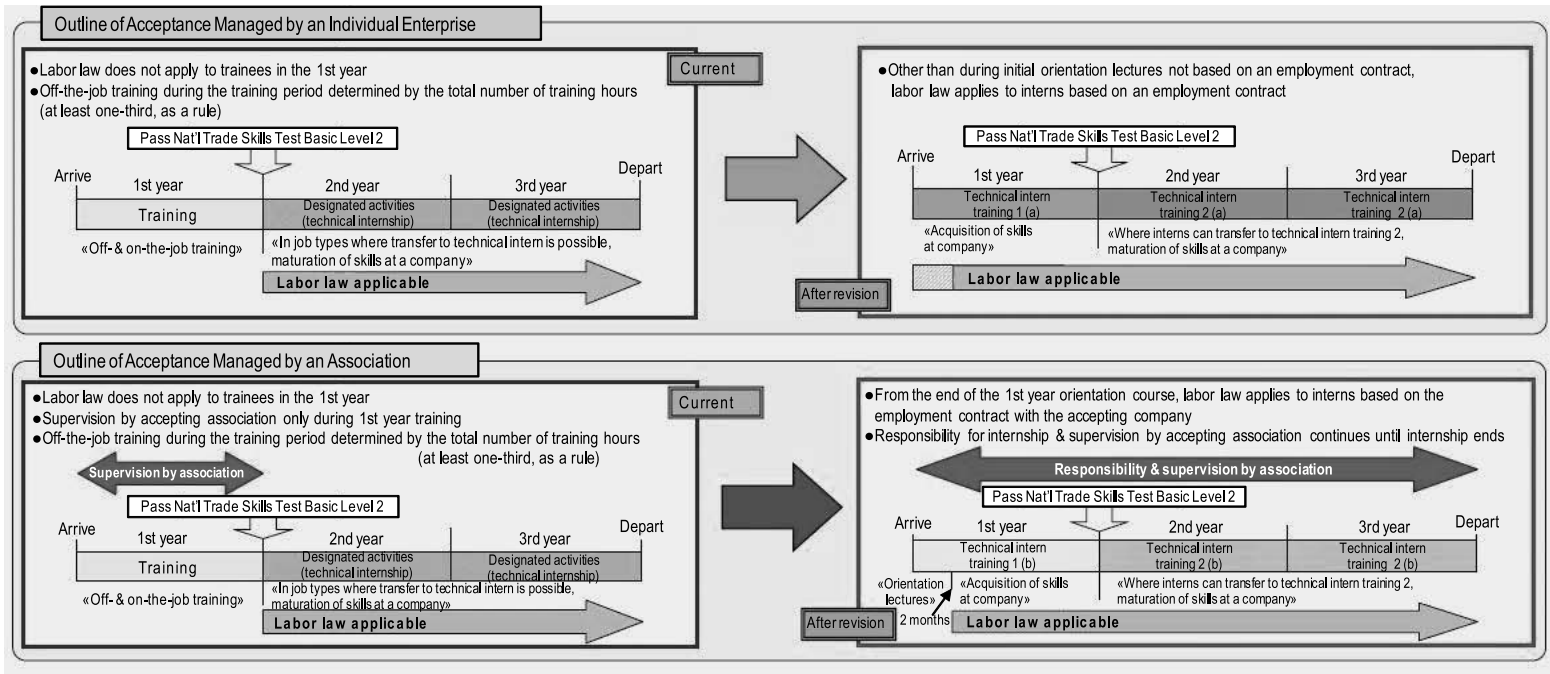 Outline of Acceptance Managed by an Individual Enterprise
Current
●Labor law does not apply to trainees in the 1st year
●Off-the-job training during the training period determined by the total number of training hours
(at least one-third, as a rule)
Pass Nat'l Trade Skills Test Basic Level 2
Arrive
Depart
1st year
2nd year
3rd year
Training
Designated activities
(technical internship)
Designated activities
(technical internship)
«Off- & on-the-job training»
«In job types where transfer to technical intern is possible,
maturation of skills at a company»
Labor law applicable
●Other than during initial orientation lectures not based on an employment contract,
labor law applies to interns based on an employment contract
Pass Nat'l Trade Skills Test Basic Level 2
Arrive
Depart
1st year
2nd year
3rd year
Technical intern
training 1 (a)
Technical intern
training 2 (a)
Technical intern
training 2 (a)
«Acquisition of skills
at company»
«Where interns can transfer to technical intern training 2,
maturation of skills at a company»
Labor law applicable
After revision
Outline of Acceptance Managed by an Association
Current
●Labor law does not apply to trainees in the 1st year
●Supervision by accepting association only during 1st year training
●Off-the-job training during the training period determined by the total number of training hours
(at least one-third, as a rule)
Supervision by association
Pass Nat'l Trade Skills Test Basic Level 2
Arrive
Depart
1st year
2nd year
3rd year
Training
Designated activities
(technical internship)
Designated activities
(technical internship)
«Off- & on-the-job training»
«In job types where transfer to technical intern is possible,
maturation of skills at a company»
Labor law applicable
●From the end of the 1st year orientation course, labor law applies to interns based on the
employment contract with the accepting company
●Responsibility for internship & supervision by accepting association continues until internship ends
Responsibility & supervision by association
Pass Nat'l Trade Skills Test Basic Level 2
Arrive
Depart
1st year
2nd year
3rd year
Technical intern
training 1 (b)
Technical intern
training 2 (b)
Technical intern
training 2 (b)
«Orientation
lectures»
«Acquisition of skills
at company»
«Where interns can transfer to technical intern training 2,
maturation of skills at a company»
2 months
Labor law applicable
After revision